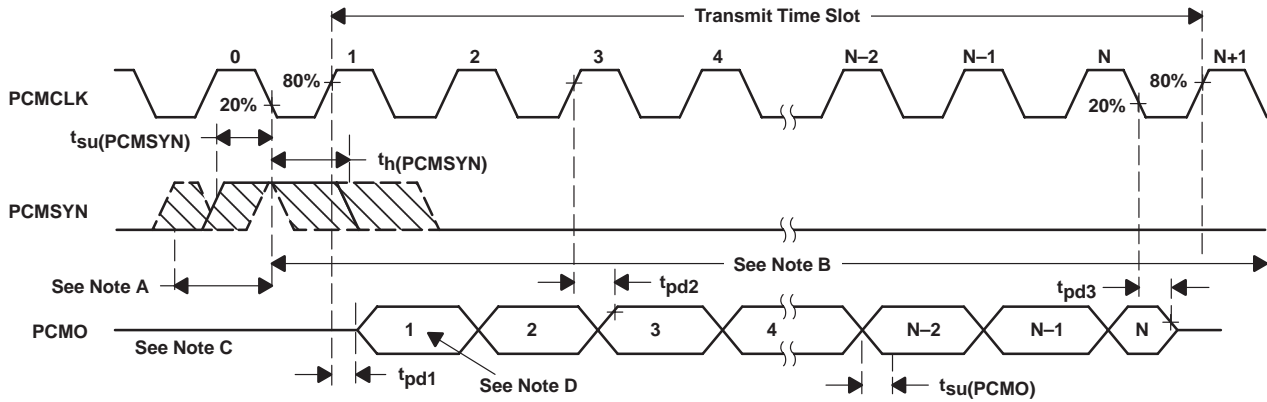 Transmit Time Slot
0 1 2 3 4 N–2 N–1 N N+1
PCMCLK
80% 80%
20% 20%
tsu(PCMSYN)
th(PCMSYN)
PCMSYN
See Note A
See Note B
tpd2
tpd3
PCMO
1 2 3 4 N–2 N–1 N
See Note C
tpd1
See Note D
tsu(PCMO)